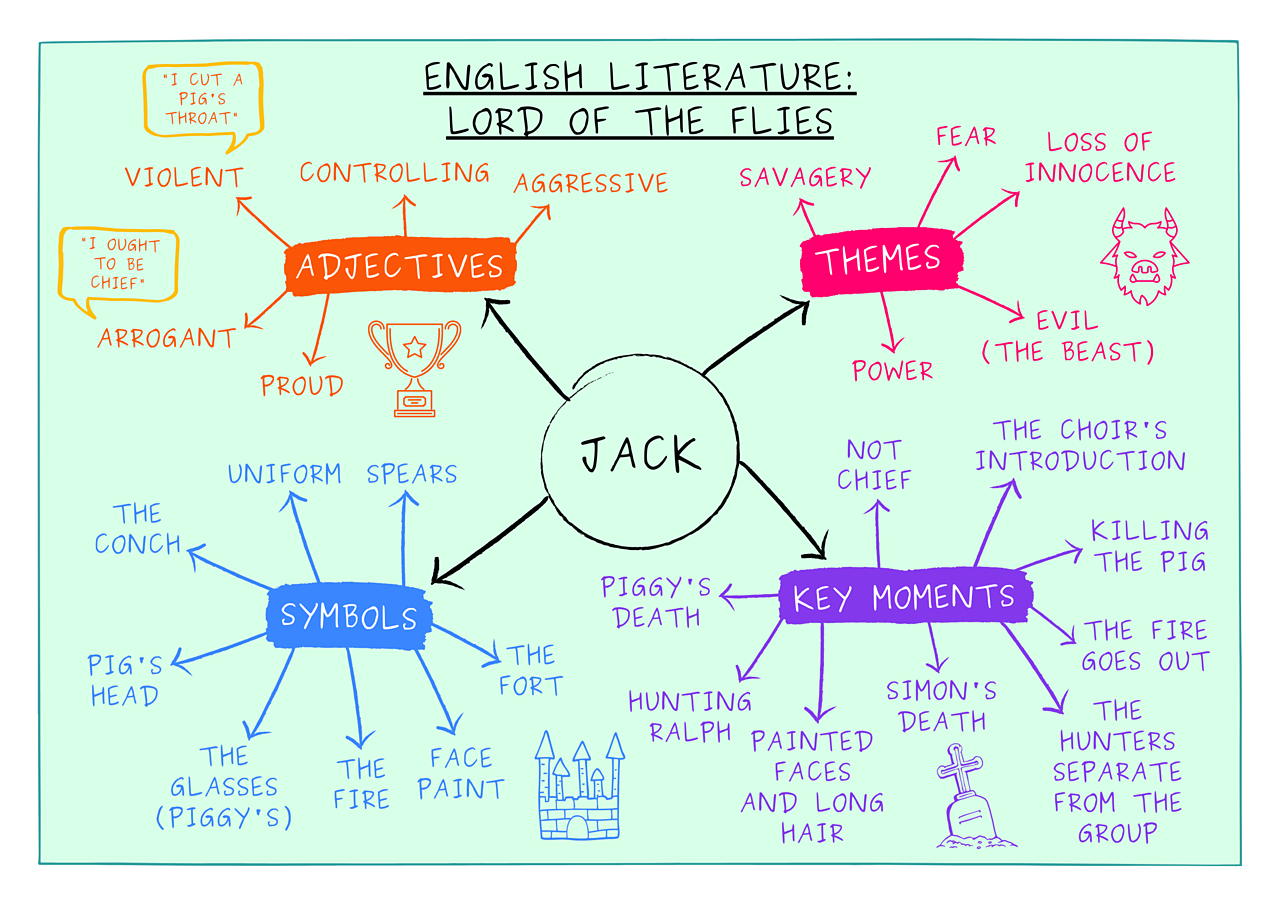 ENGLISH LITERATURE:
LORD OF THE FLIES
"I CUT A
PIG'S
THROAT"
VIOLENT
CONTROLLING
AGGRESSIVE
"I OUGHT
TO BE
CHIEF"
ADJECTIVES
ARROGANT
PROUD
SAVAGERY
FEAR
LOSS OF
INNOCENCE
THEMES
EVIL
(THE BEAST)
POWER
JACK
UNIFORM
SPEARS
THE
CONCH
SYMBOLS
PIG'S
HEAD
THE
FORT
THE
GLASSES
(PIGGY'S)
THE
FIRE
FACE
PAINT
NOT
CHIEF
THE CHOIR'S
INTRODUCTION
KILLING
THE PIG
PIGGY'S
DEATH
KEY MOMENTS
THE FIRE
GOES OUT
HUNTING
RALPH
PAINTED
FACES
AND LONG
HAIR
SIMON'S
DEATH
THE
HUNTERS
SEPARATE
FROM THE
GROUP